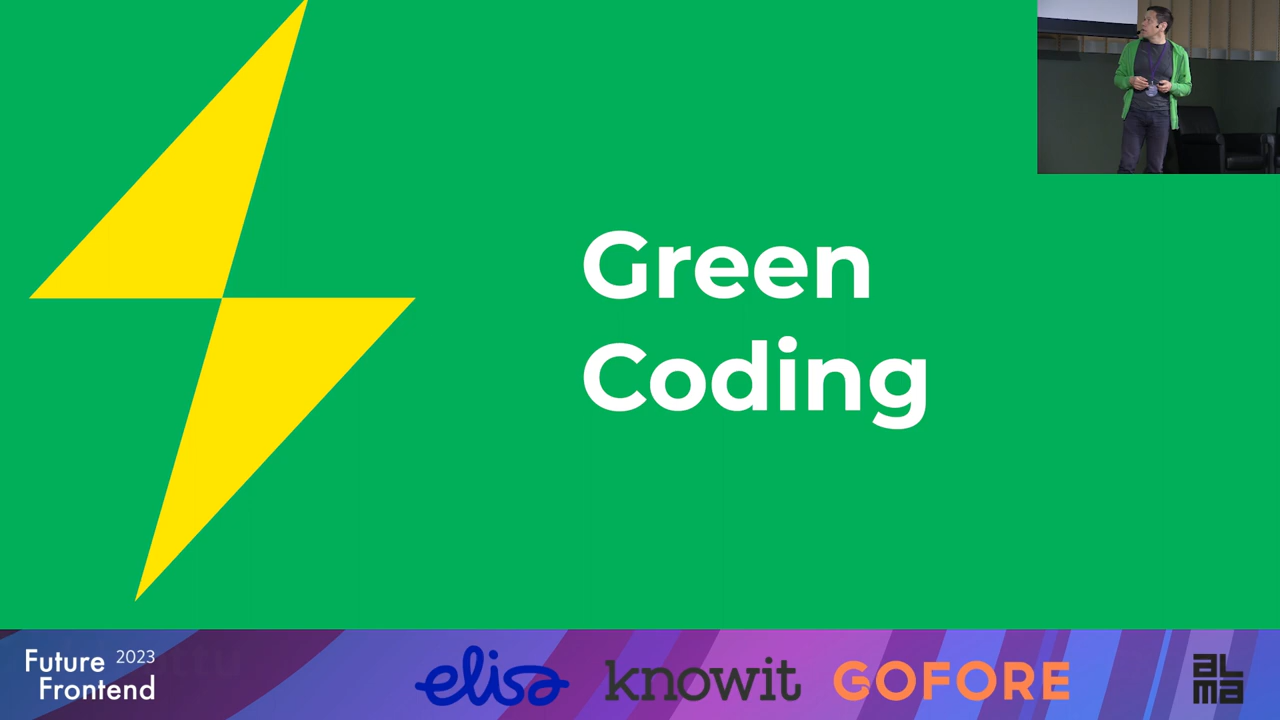 Green
Coding
Future 2023
Frontend
elisa
knowit
GOFORE
aLma